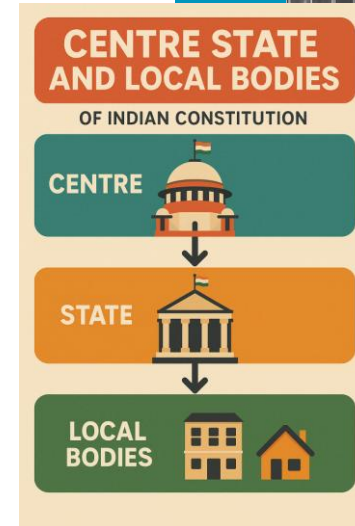 CENTRE STATE
AND LOCAL BODIES
OF INDIAN CONSTITUTION
CENTRE
STATE
LOCAL
BODIES